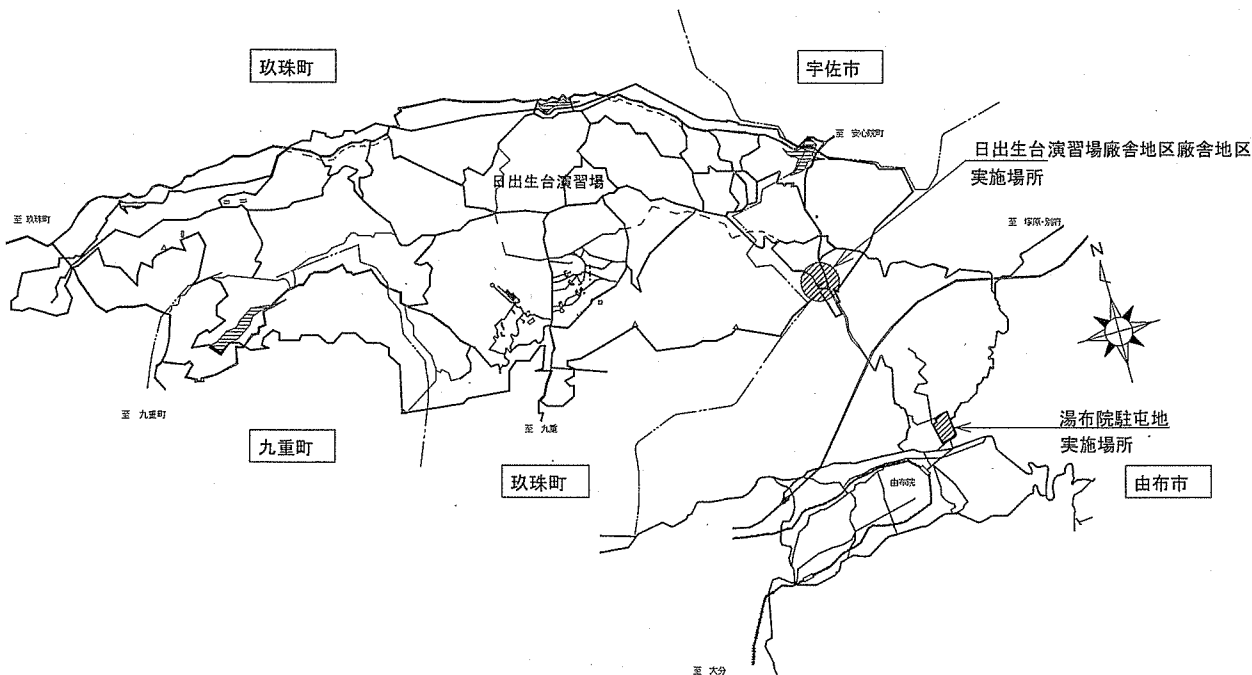 玖珠町
宇佐市
至 安心院町
日出生台演習場廠舎地区廠舎地区
実施場所
日出生台演習場
至 玖珠町
至 塚原・別府
N
至 九重町
湯布院駐屯地
実施場所
九重町
至 九重
玖珠町
由布院
由布市
至 大分